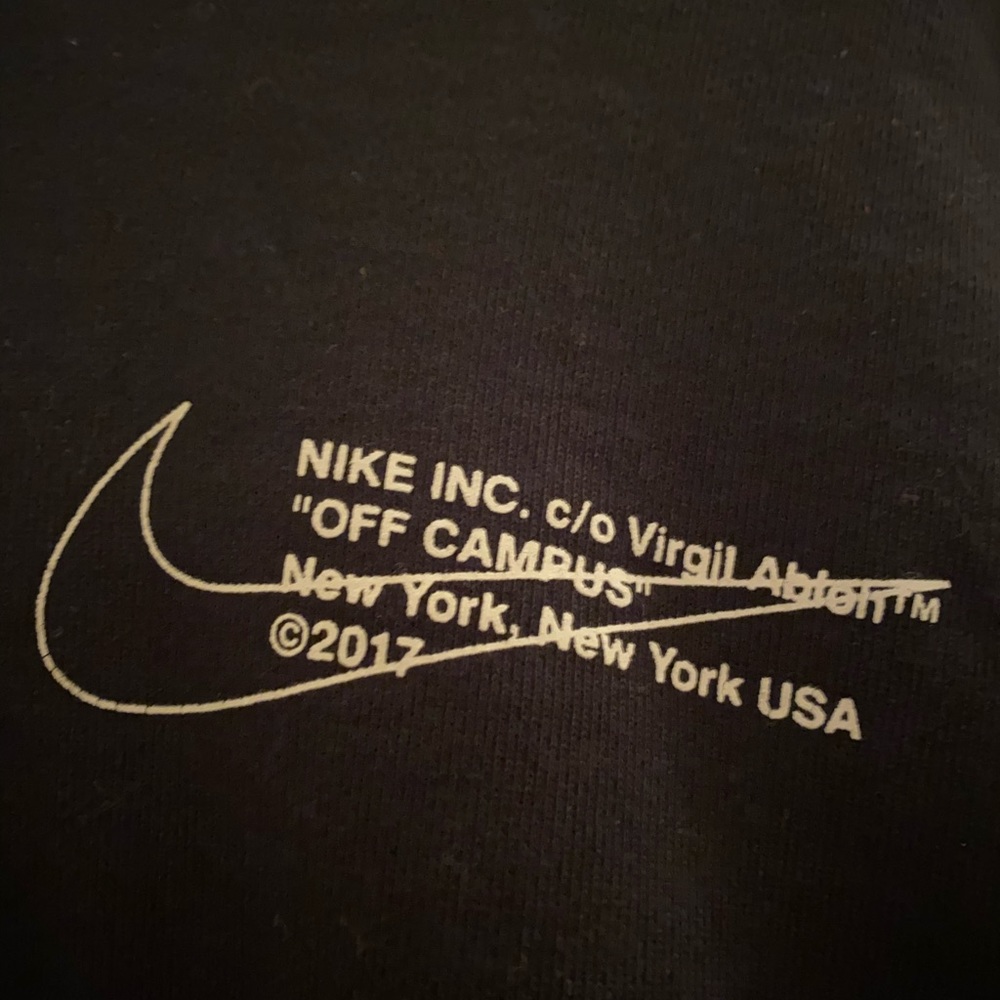 NIKE INC. c/o Virgil Abloh™
"OFF CAMPUS"
New York, New York USA
©2017